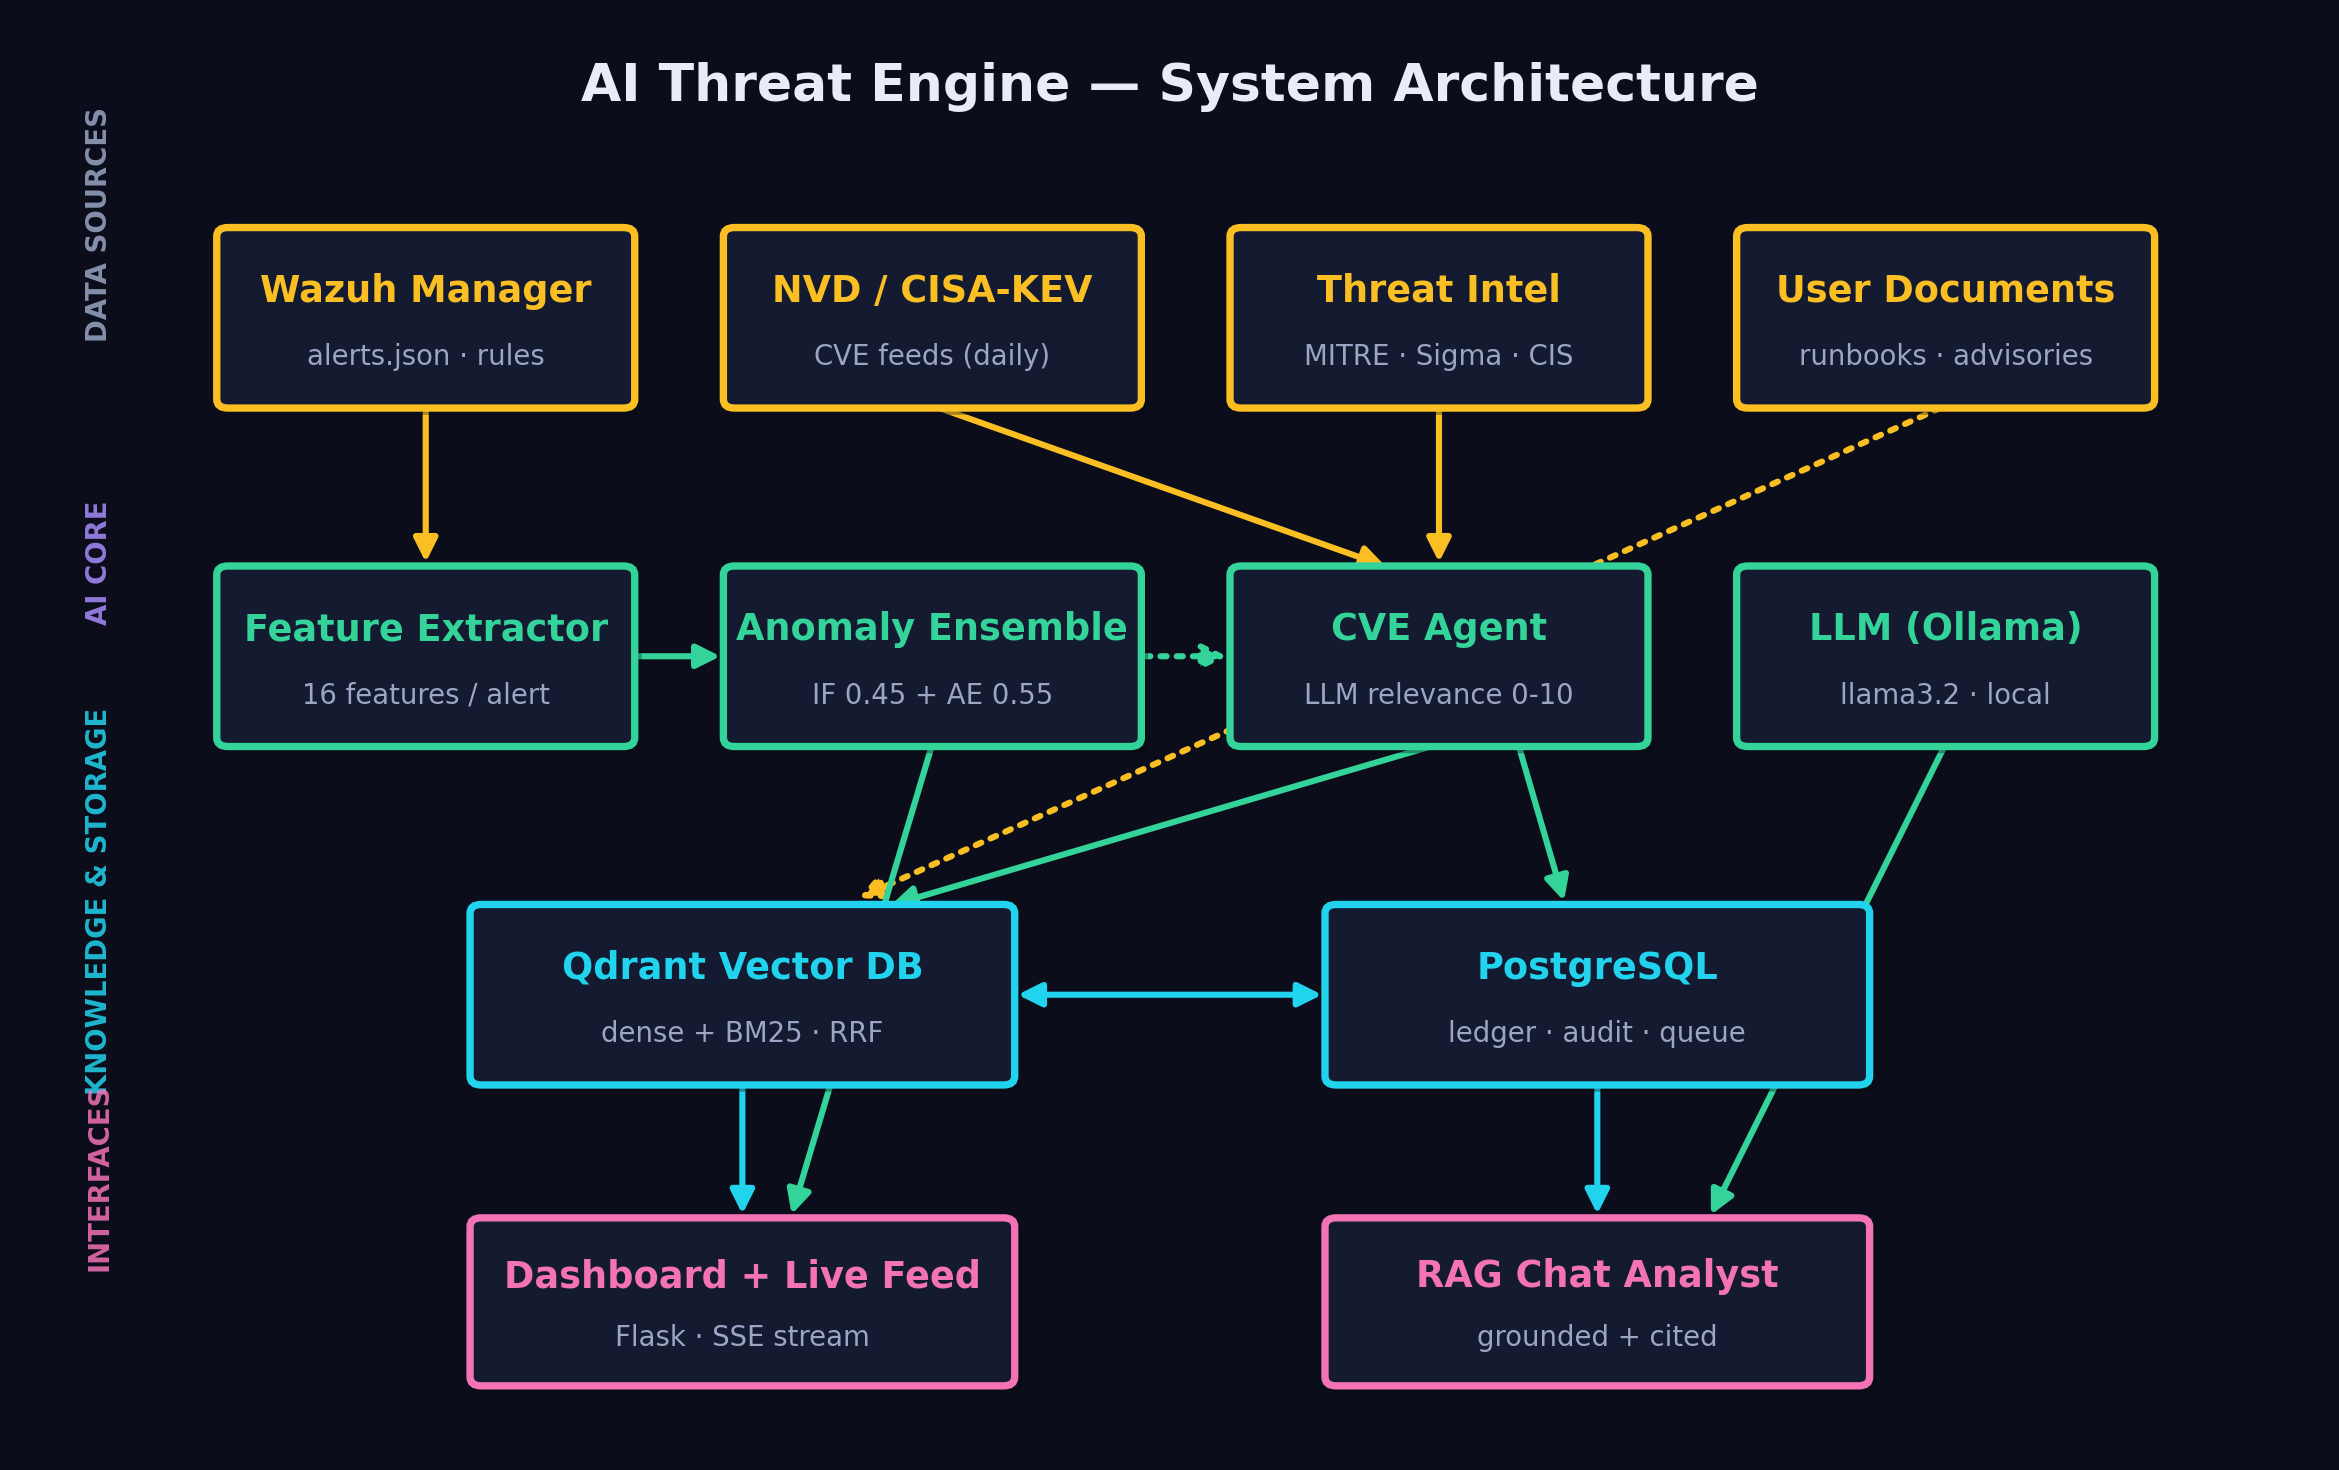 AI Threat Engine — System Architecture
DATA SOURCES
Wazuh Manager
alerts.json · rules
NVD / CISA-KEV
CVE feeds (daily)
Threat Intel
MITRE · Sigma · CIS
User Documents
runbooks · advisories
AI CORE
Feature Extractor
16 features / alert
Anomaly Ensemble
IF 0.45 + AE 0.55
CVE Agent
LLM relevance 0-10
LLM (Ollama)
llama3.2 · local
KNOWLEDGE & STORAGE
Qdrant Vector DB
dense + BM25 · RRF
PostgreSQL
ledger · audit · queue
INTERFACES
Dashboard + Live Feed
Flask · SSE stream
RAG Chat Analyst
grounded + cited